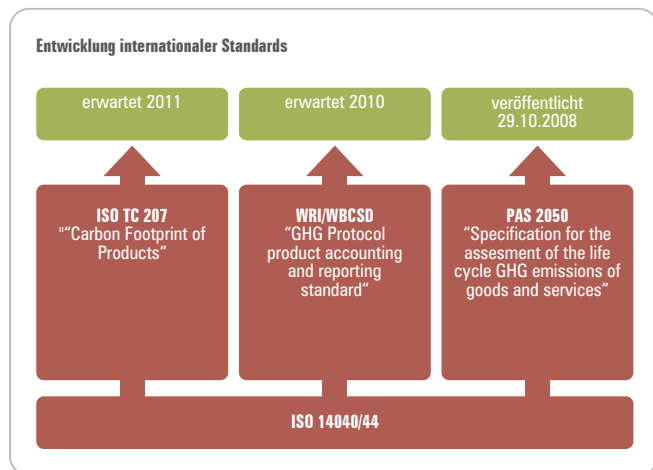 Entwicklung internationaler Standards
erwartet 2011
erwartet 2010
veröffentlicht
29.10.2008
ISO TC 207
"“Carbon Footprint of
Products“
WRI/WBCSD
“GHG Protocol
product accounting
and reporting
standard“
PAS 2050
“Specification for the
assesment of the life
cycle GHG emissions of
goods and services“
ISO 14040/44